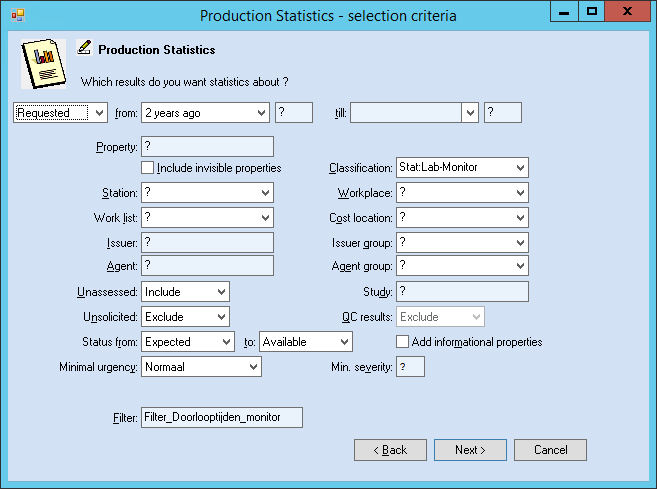 Production Statistics - selection criteria
Production Statistics
Which results do you want statistics about ?
Requested from: 2 years ago ? till: ?
Property: ?
Include invisible properties Classification: Stat:Lab-Monitor
Station: ? Workplace: ?
Work list: ? Cost location: ?
Issuer: ? Issuer group: ?
Agent: ? Agent group: ?
Unassessed: Include Study: ?
Unsolicited: Exclude QC results: Exclude
Status from: Expected to: Available Add informational properties
Minimal urgency: Normaal Min. severity: ?
Filter: Filter_Doorlooptijden_monitor
< Back Next > Cancel